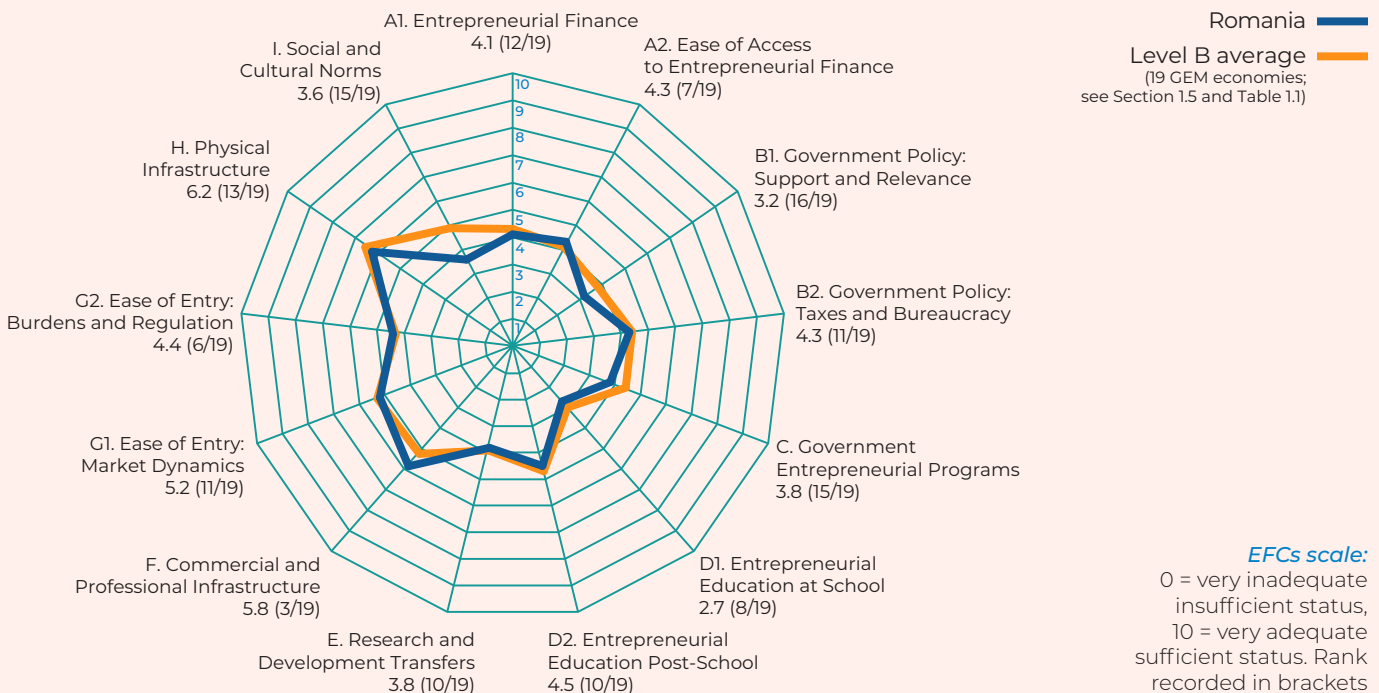 A1. Entrepreneurial Finance
4.1 (12/19)
A2. Ease of Access
to Entrepreneurial Finance
4.3 (7/19)
B1. Government Policy:
Support and Relevance
3.2 (16/19)
B2. Government Policy:
Taxes and Bureaucracy
4.3 (11/19)
C. Government
Entrepreneurial Programs
3.8 (15/19)
D1. Entrepreneurial
Education at School
2.7 (8/19)
D2. Entrepreneurial
Education Post-School
4.5 (10/19)
E. Research and
Development Transfers
3.8 (10/19)
F. Commercial and
Professional Infrastructure
5.8 (3/19)
G1. Ease of Entry:
Market Dynamics
5.2 (11/19)
G2. Ease of Entry:
Burdens and Regulation
4.4 (6/19)
H. Physical
Infrastructure
6.2 (13/19)
I. Social and
Cultural Norms
3.6 (15/19)
10
9
8
7
6
5
4
3
2
1
Romania
Level B average
(19 GEM economies;
see Section 1.5 and Table 1.1)
EFCs scale:
0 = very inadequate
insufficient status,
10 = very adequate
sufficient status. Rank
recorded in brackets